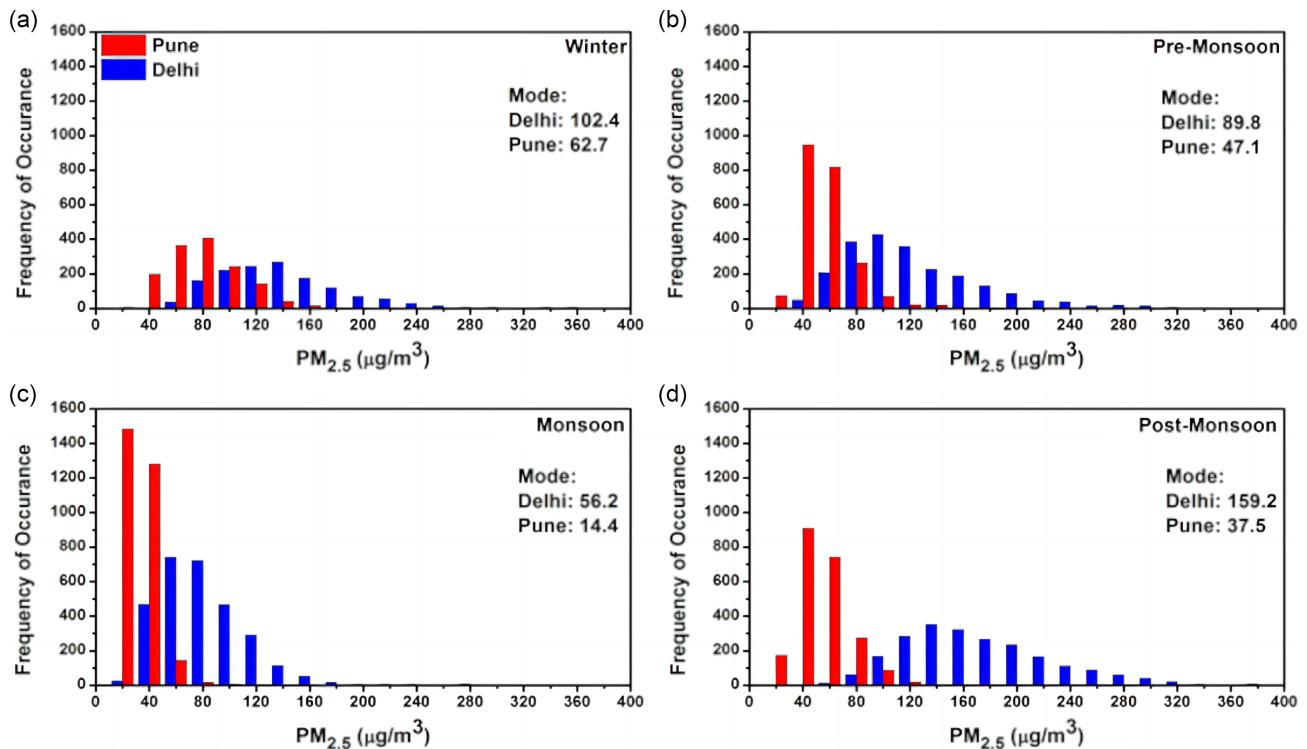 (a)
Pune
Delhi
Winter
Mode:
Delhi: 102.4
Pune: 62.7
Frequency of Occurance
1600
1400
1200
1000
800
600
400
200
0
0 40 80 120 160 200 240 280 320 360 400
PM2.5 (μg/m³)
(b)
Pre-Monsoon
Mode:
Delhi: 89.8
Pune: 47.1
Frequency of Occurance
1600
1400
1200
1000
800
600
400
200
0
0 40 80 120 160 200 240 280 320 360 400
PM2.5 (μg/m³)
(c)
Monsoon
Mode:
Delhi: 56.2
Pune: 14.4
Frequency of Occurance
1600
1400
1200
1000
800
600
400
200
0
0 40 80 120 160 200 240 280 320 360 400
PM2.5 (μg/m³)
(d)
Post-Monsoon
Mode:
Delhi: 159.2
Pune: 37.5
Frequency of Occurance
1600
1400
1200
1000
800
600
400
200
0
0 40 80 120 160 200 240 280 320 360 400
PM2.5 (μg/m³)